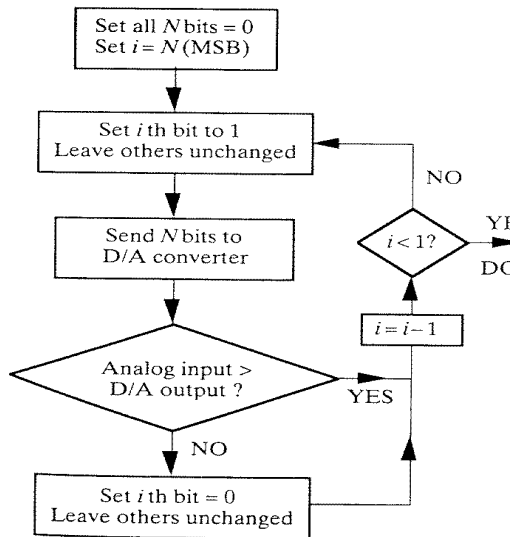 Set all N bits = 0
Set i = N (MSB)
Set i th bit to 1
Leave others unchanged
NO
Send N bits to
D/A converter
i < 1?
i = i–1
Analog input >
D/A output ?
YES
NO
Set i th bit = 0
Leave others unchanged